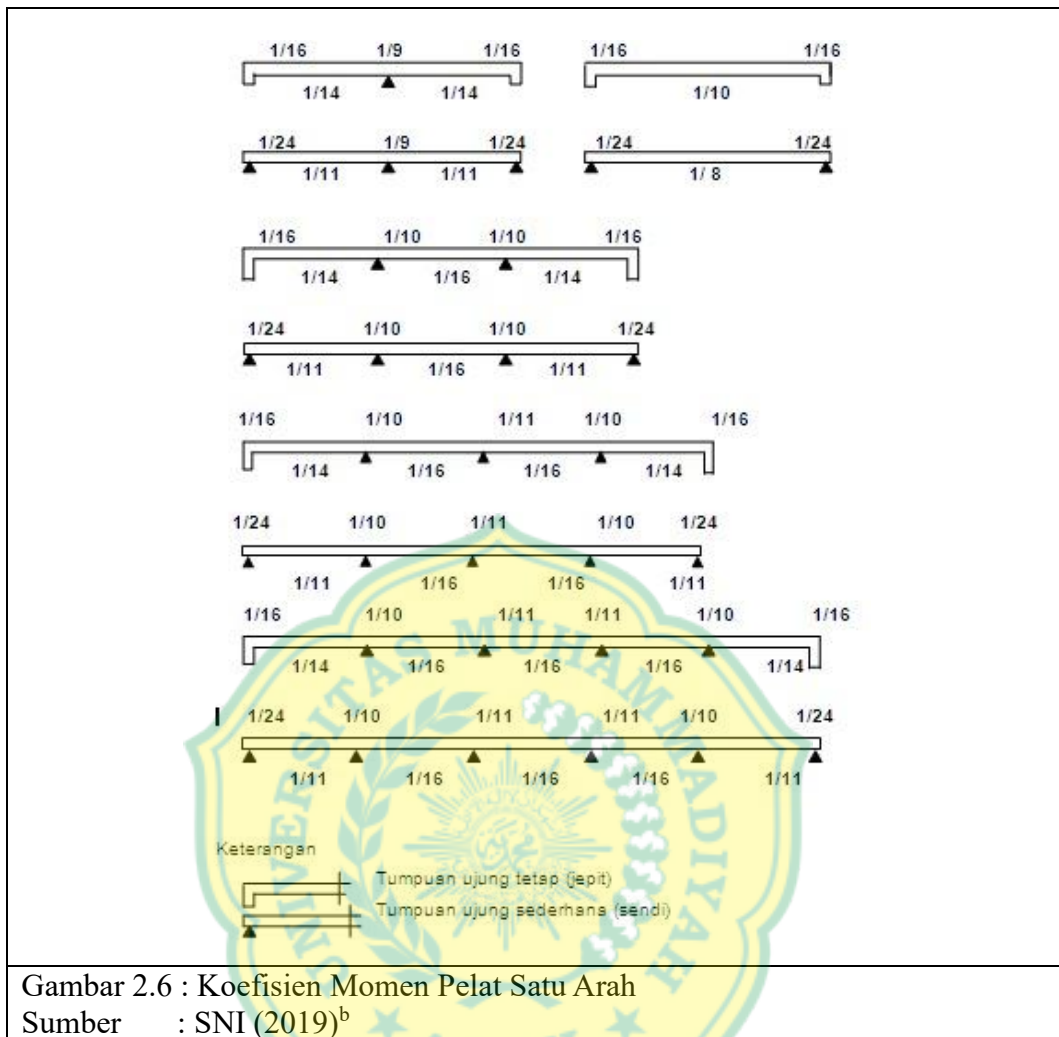 1/16 1/9 1/16 1/16 1/16
1/14 1/14 1/10
1/24 1/9 1/24 1/24 1/24
1/11 1/11 1/ 8
1/16 1/10 1/10 1/16
1/14 1/16 1/14
1/24 1/10 1/10 1/24
1/11 1/16 1/11
1/16 1/10 1/11 1/10 1/16
1/14 1/16 1/16 1/14
1/24 1/10 1/11 1/10 1/24
1/11 1/16 1/16 1/11
1/16 1/10 1/11 1/11 1/10 1/16
1/14 1/16 1/16 1/16 1/14
1/24 1/10 1/11 1/11 1/10 1/24
1/11 1/16 1/16 1/16 1/11
UNIVERSITAS MUHAMMADIYAH
Keterangan
Tumpuan ujung tetap (jepit)
Tumpuan ujung sederhana (sendi)
Gambar 2.6 : Koefisien Momen Pelat Satu Arah
Sumber : SNI (2019)ᵇ